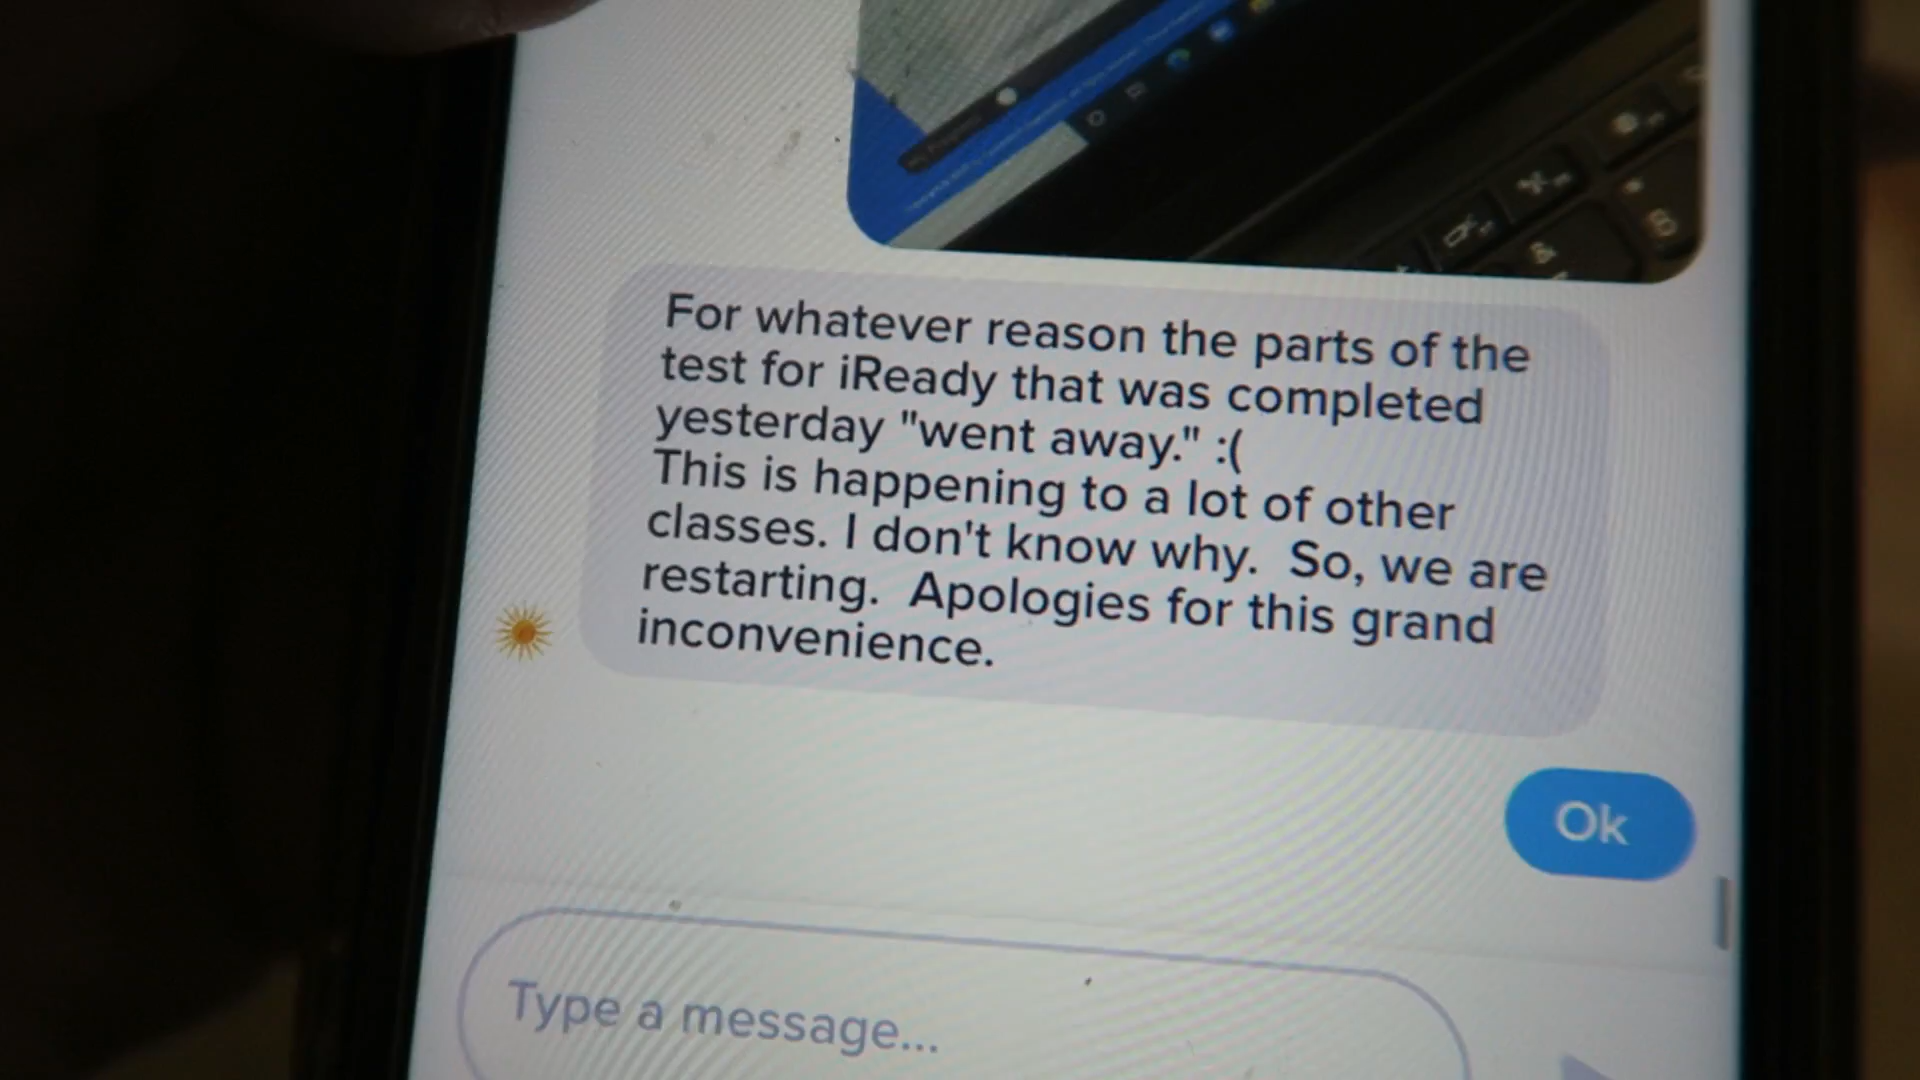 For whatever reason the parts of the
test for iReady that was completed
yesterday "went away." :(
This is happening to a lot of other
classes. I don't know why.  So, we are
restarting.  Apologies for this grand
inconvenience.
Ok
Type a message...